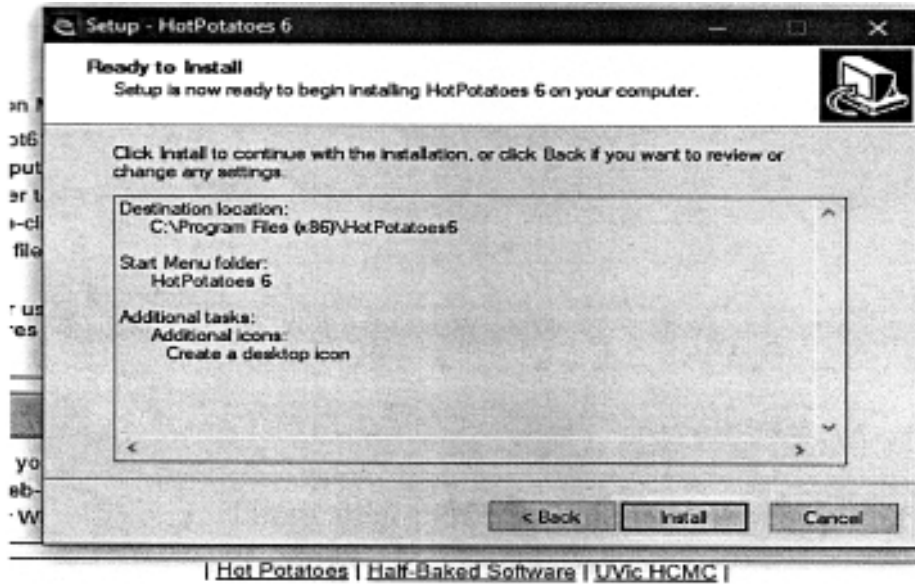 Setup - HotPotatoes 6
Ready to Install
Setup is now ready to begin installing HotPotatoes 6 on your computer.
Click Install to continue with the installation, or click Back if you want to review or
change any settings.
Destination location:
C:\Program Files (x86)\HotPotatoes6
Start Menu folder:
HotPotatoes 6
Additional tasks:
Additional icons:
Create a desktop icon
< Back
Install
Cancel
| Hot Potatoes | Half-Baked Software | UVic HCMC |